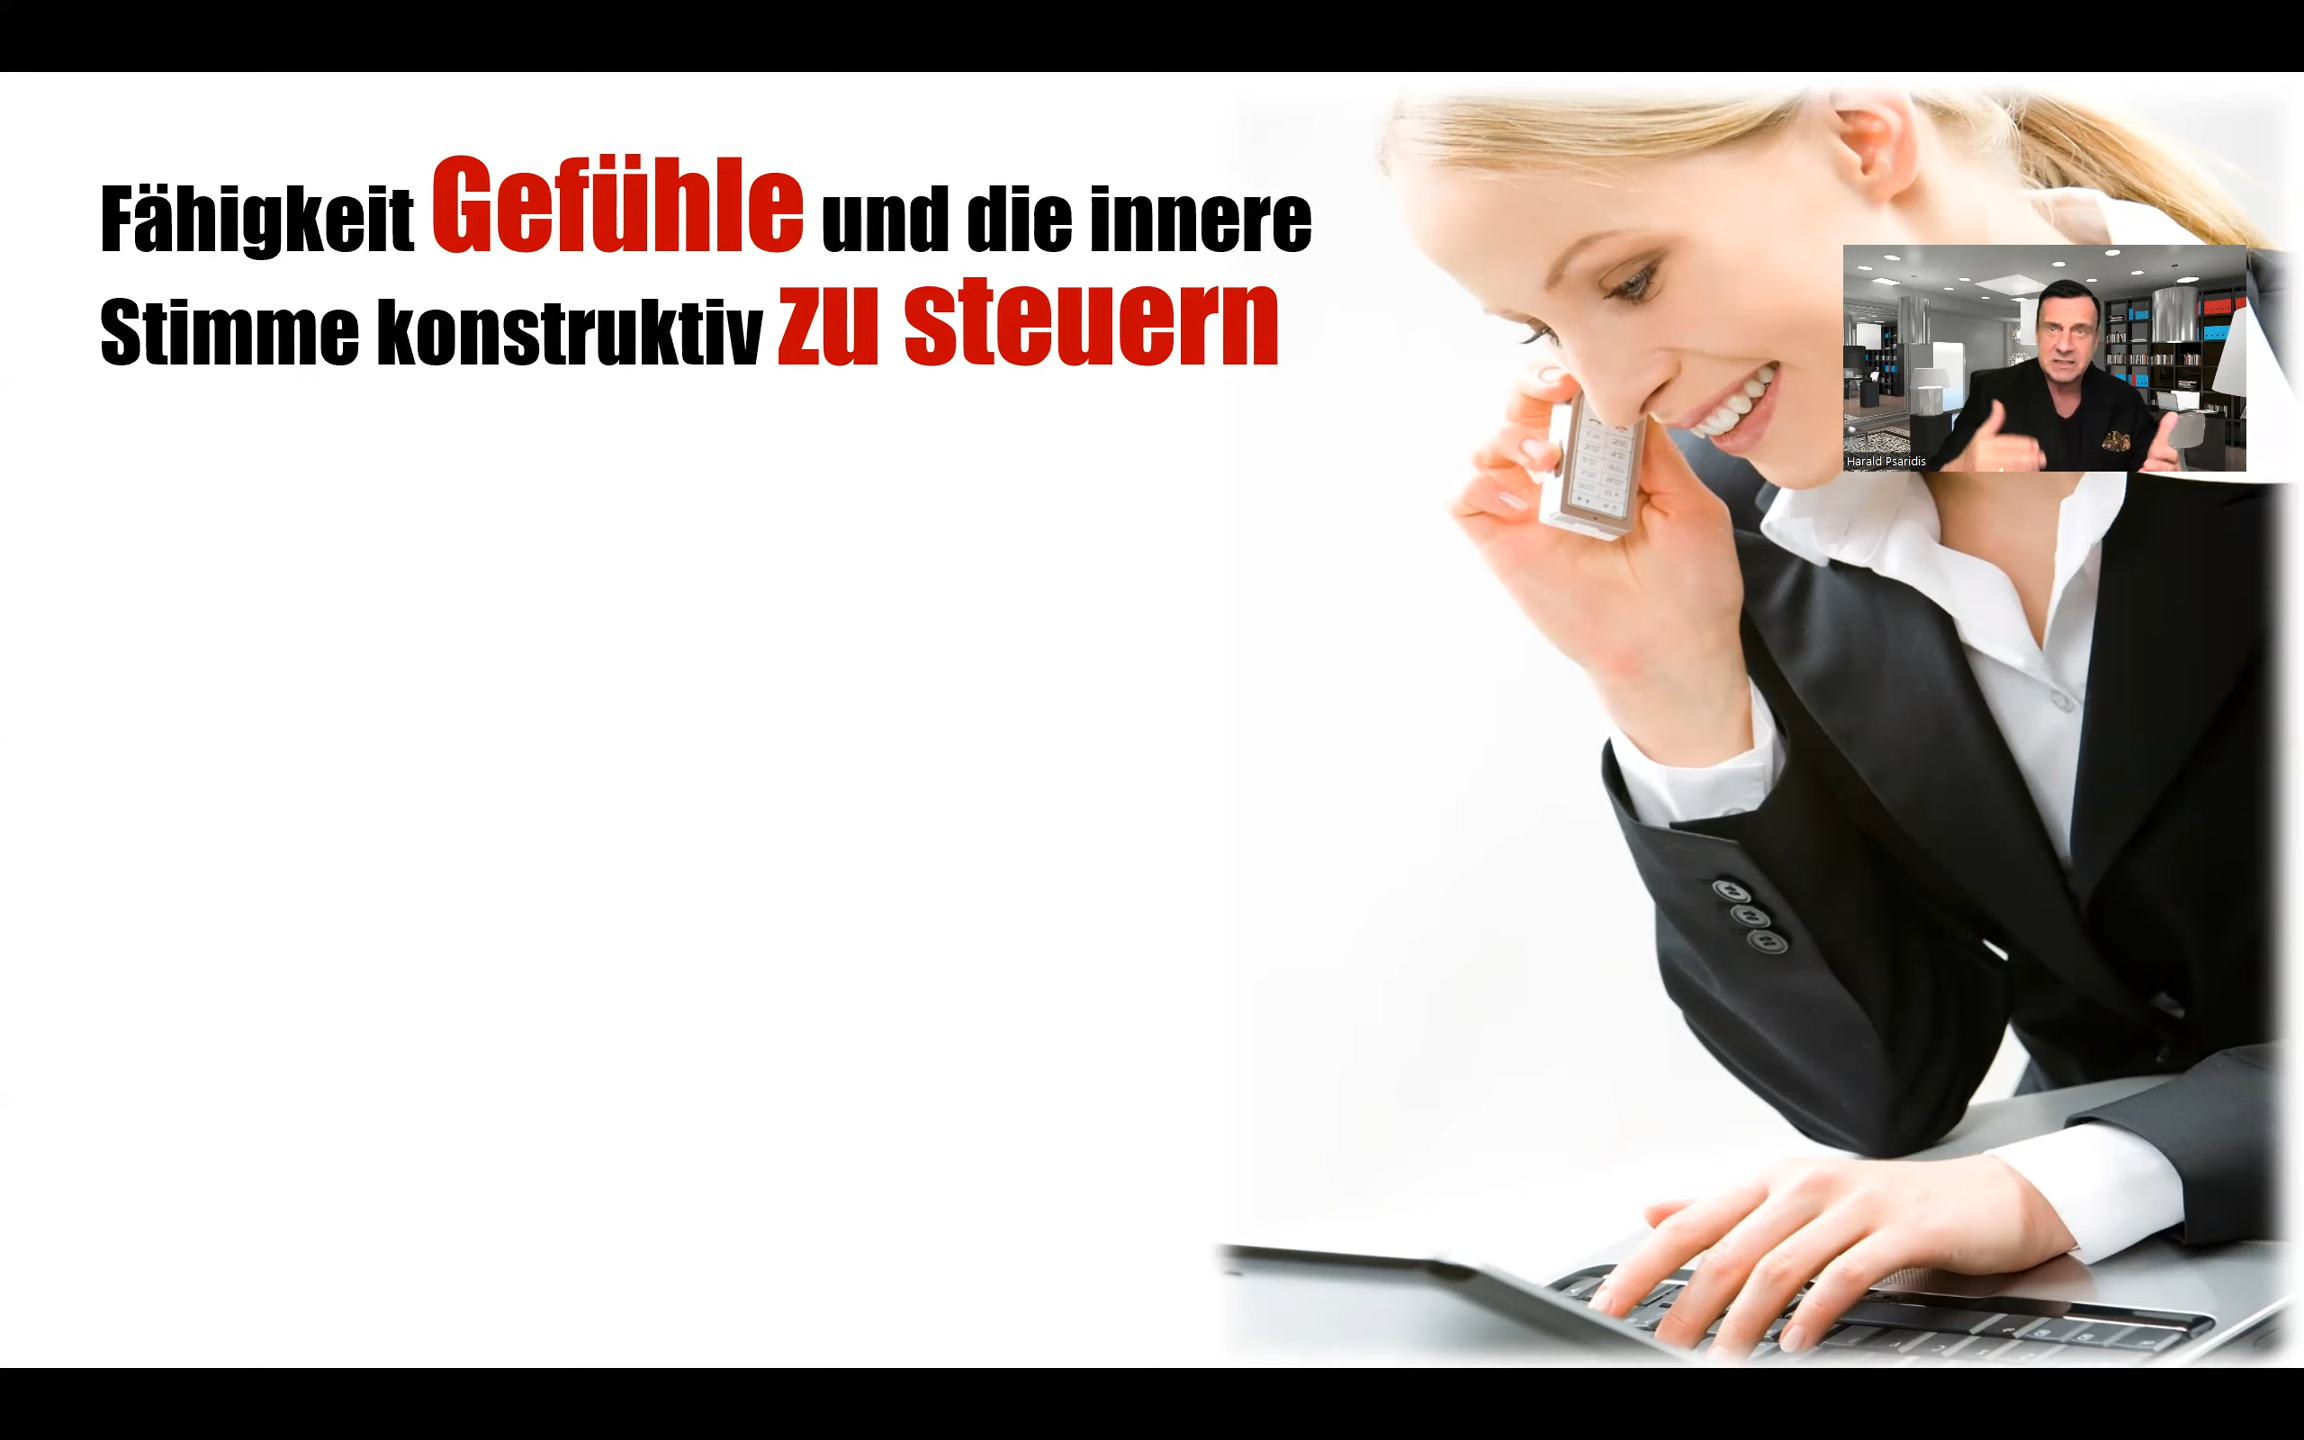 Fähigkeit Gefühle und die innere
Stimme konstruktiv zu steuern
Harald Psaridis